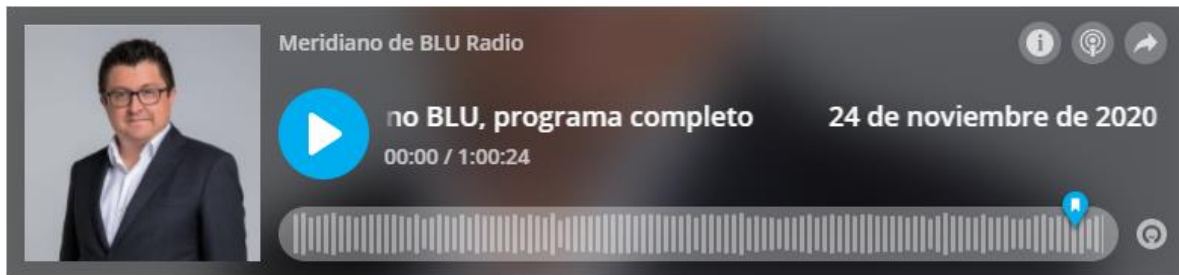 Meridiano de BLU Radio
no BLU, programa completo 24 de noviembre de 2020
00:00 / 1:00:24